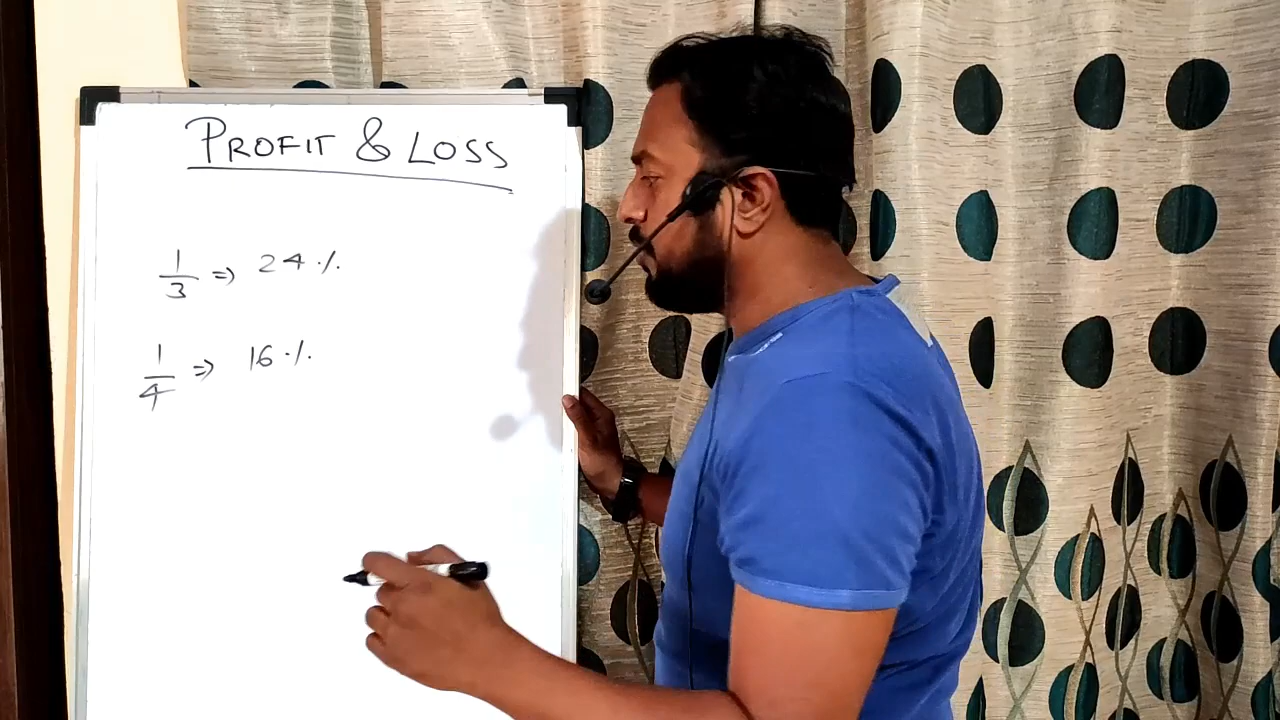 PROFIT & LOSS
1/3 => 24 %
1/4 => 16 %